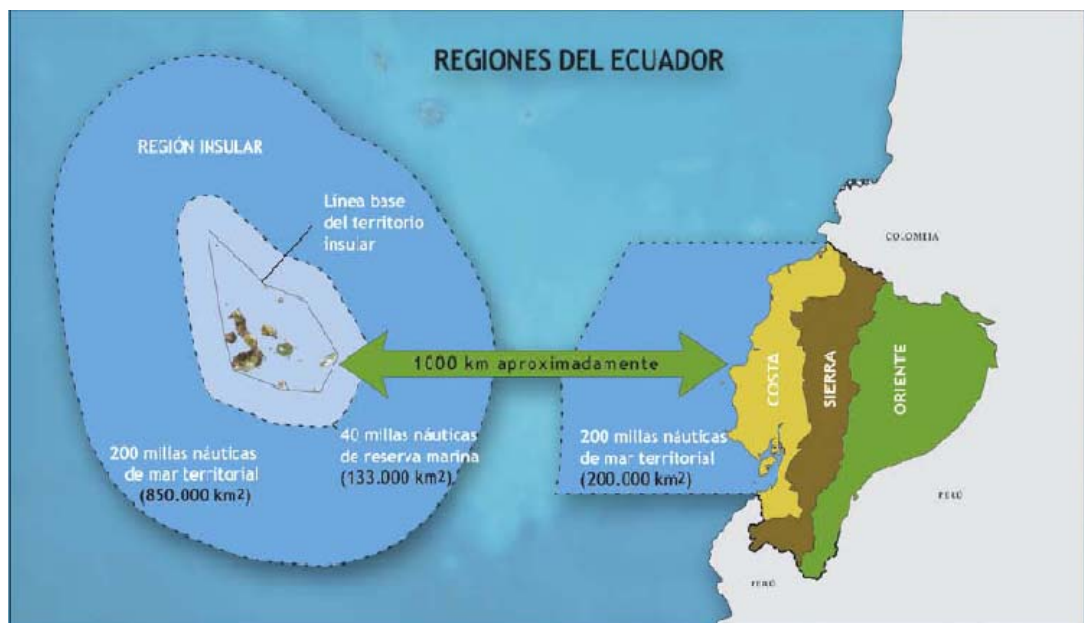 REGIONES DEL ECUADOR
REGIÓN INSULAR
Línea base
del territorio
insular
COLOMBIA
1000 km aproximadamente
COSTA
SIERRA
ORIENTE
200 millas náuticas
de mar territorial
(850.000 km²)
40 millas náuticas
de reserva marina
(133.000 km²)
200 millas náuticas
de mar territorial
(200.000 km²)
PERÚ
PERÚ